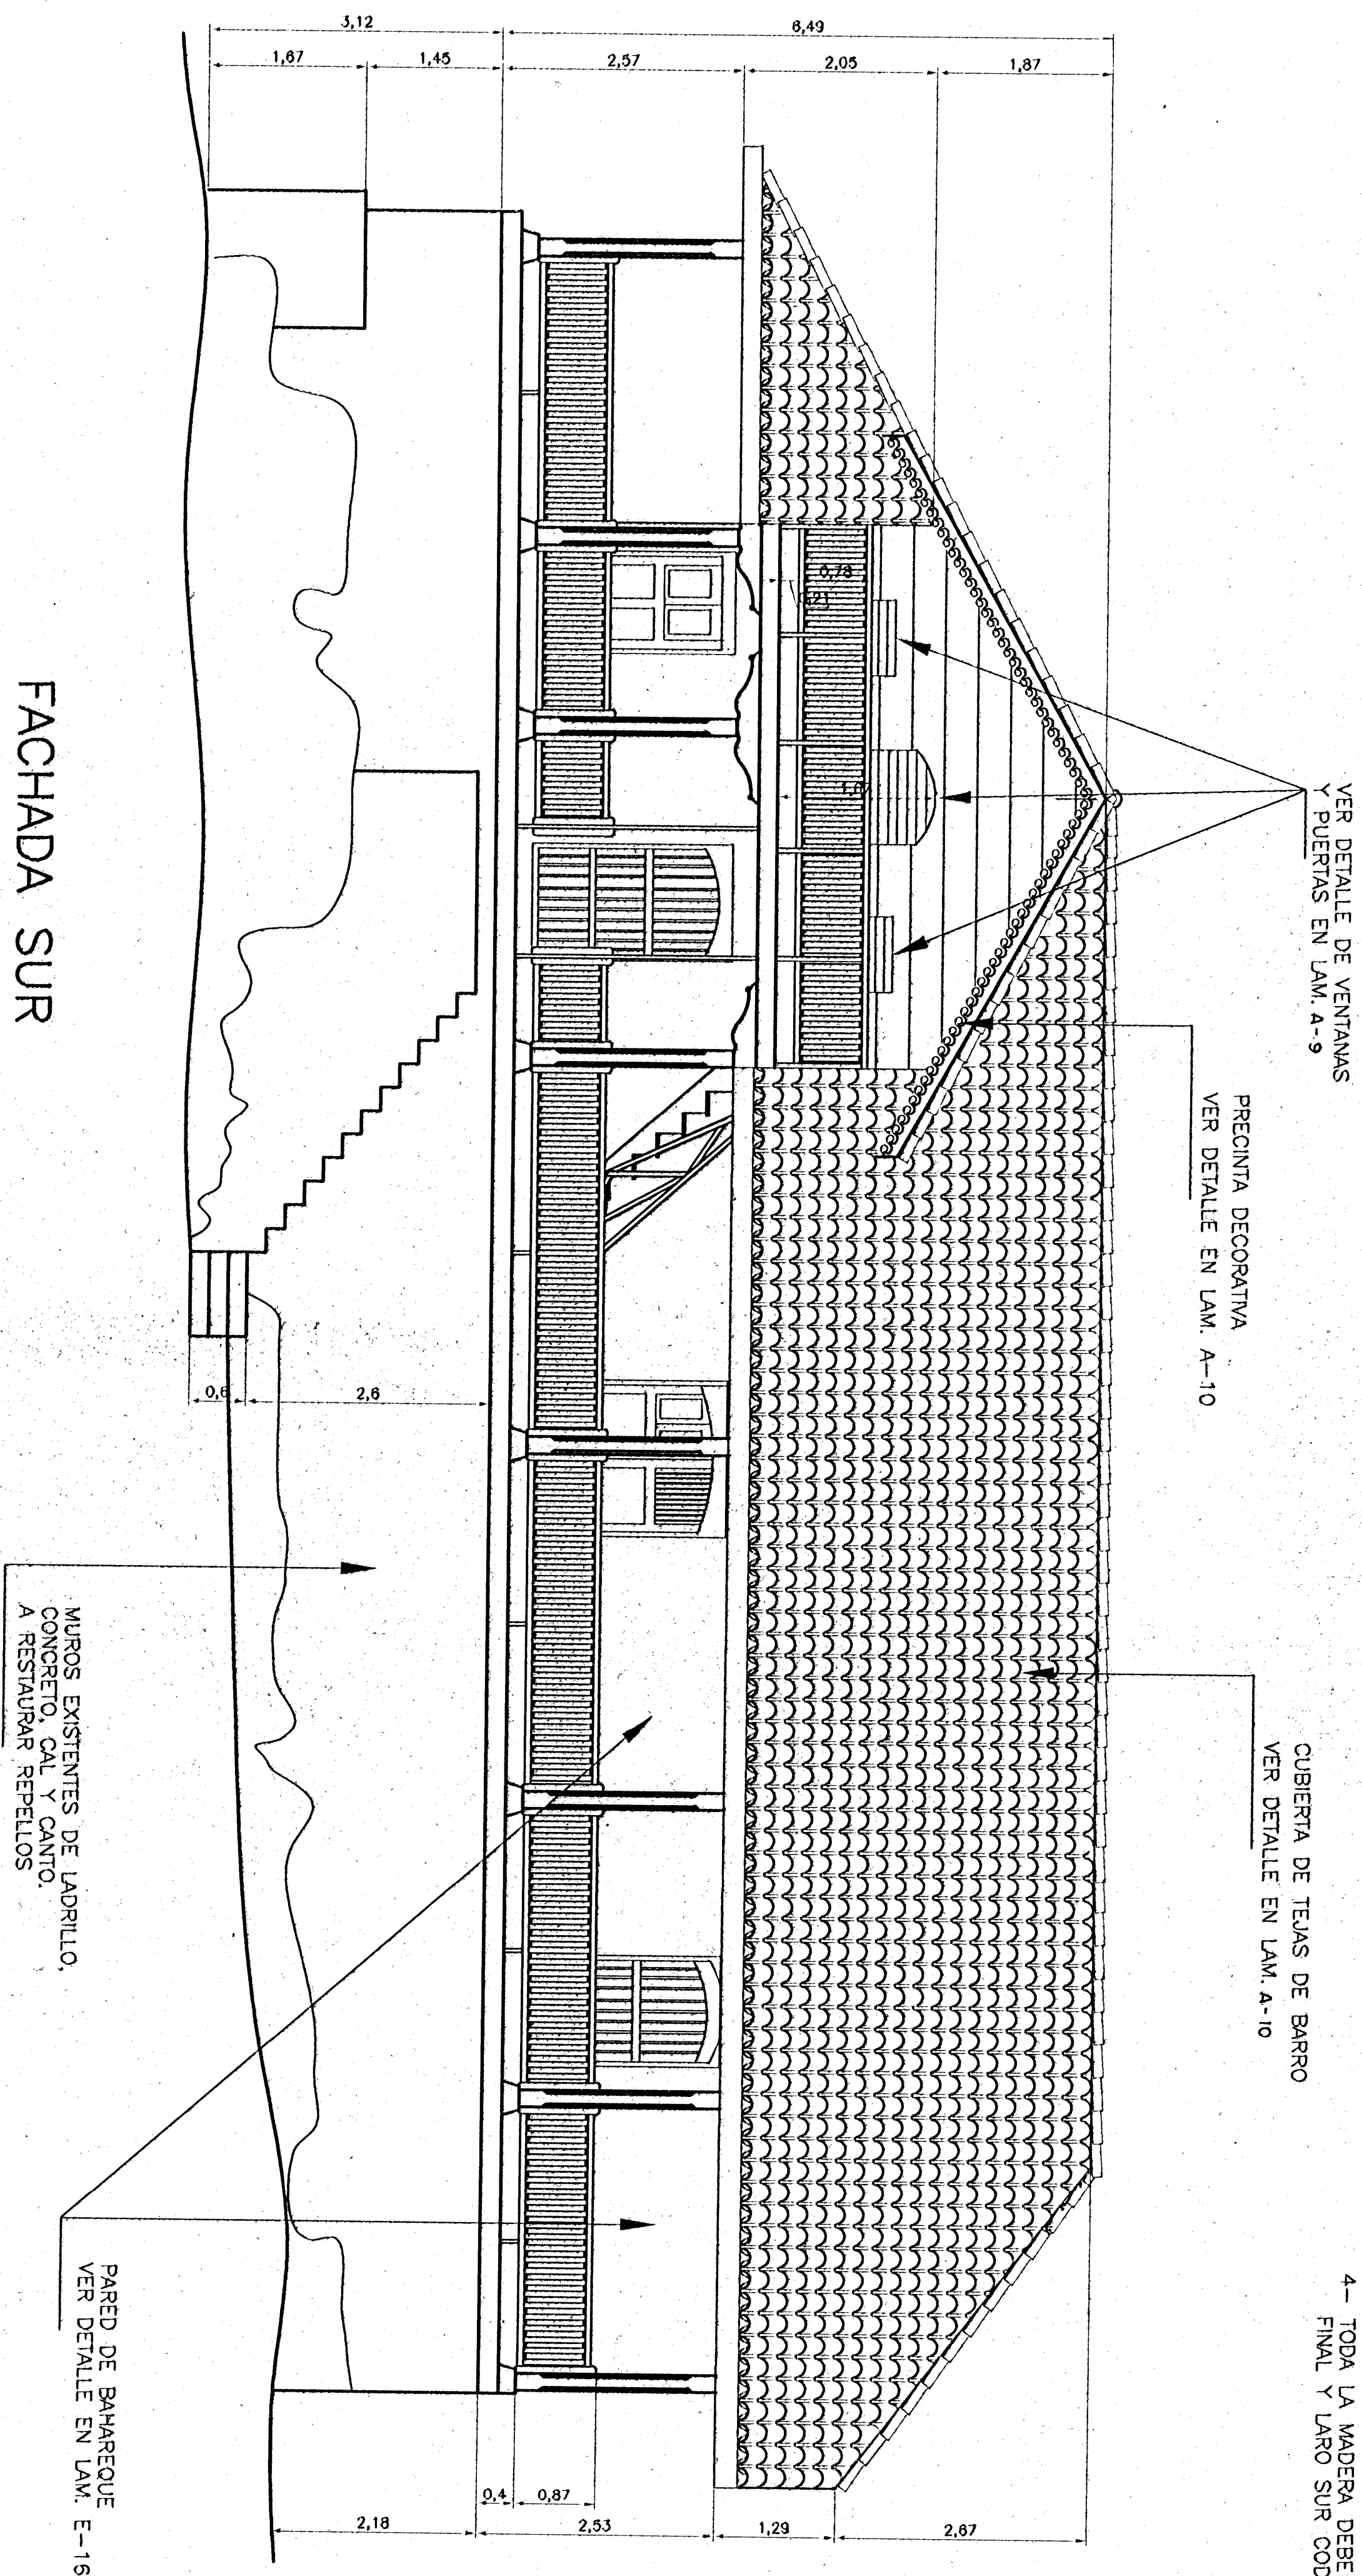 4— TODA LA MADERA DEBE
FINAL Y LARO SUR COD
VER DETALLE DE VENTANAS
Y PUERTAS EN LAM. A-9
PRECINTA DECORATIVA
VER DETALLE EN LAM. A-10
CUBIERTA DE TEJAS DE BARRO
VER DETALLE EN LAM. A-10
3,12
6,49
1,67
1,45
2,57
2,05
1,87
0,78
0,21
0,6
2,6
0,4
0,87
2,18
2,53
1,29
2,67
MUROS EXISTENTES DE LADRILLO,
CONCRETO, CAL Y CANTO.
A RESTAURAR REPELLOS
PARED DE BAHAREQUE
VER DETALLE EN LAM. E-16
FACHADA SUR